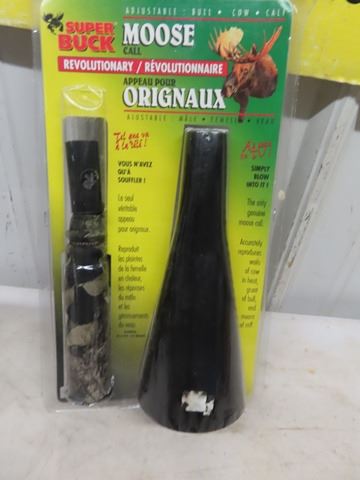 ADJUSTABLE • BULL • COW • CALF
SUPER
BUCK
MOOSE
CALL
REVOLUTIONARY / RÉVOLUTIONNAIRE
APPEAU POUR
ORIGNAUX
AJUSTABLE • MÂLE • FEMELLE • VEAU
VOUS N'AVEZ
QU'À
SOUFFLER !
Le seul
véritable
appeau
pour orignaux.
Reproduit
les plaintes
de la femelle
en chaleur,
les réponses
du mâle
et les
gémissements
du veau.
SIMPLY
BLOW
INTO IT !
The only
genuine
moose call.
Accurately
reproduces
wails
of cow
in heat,
grunt
of bull,
and
moans
of calf.